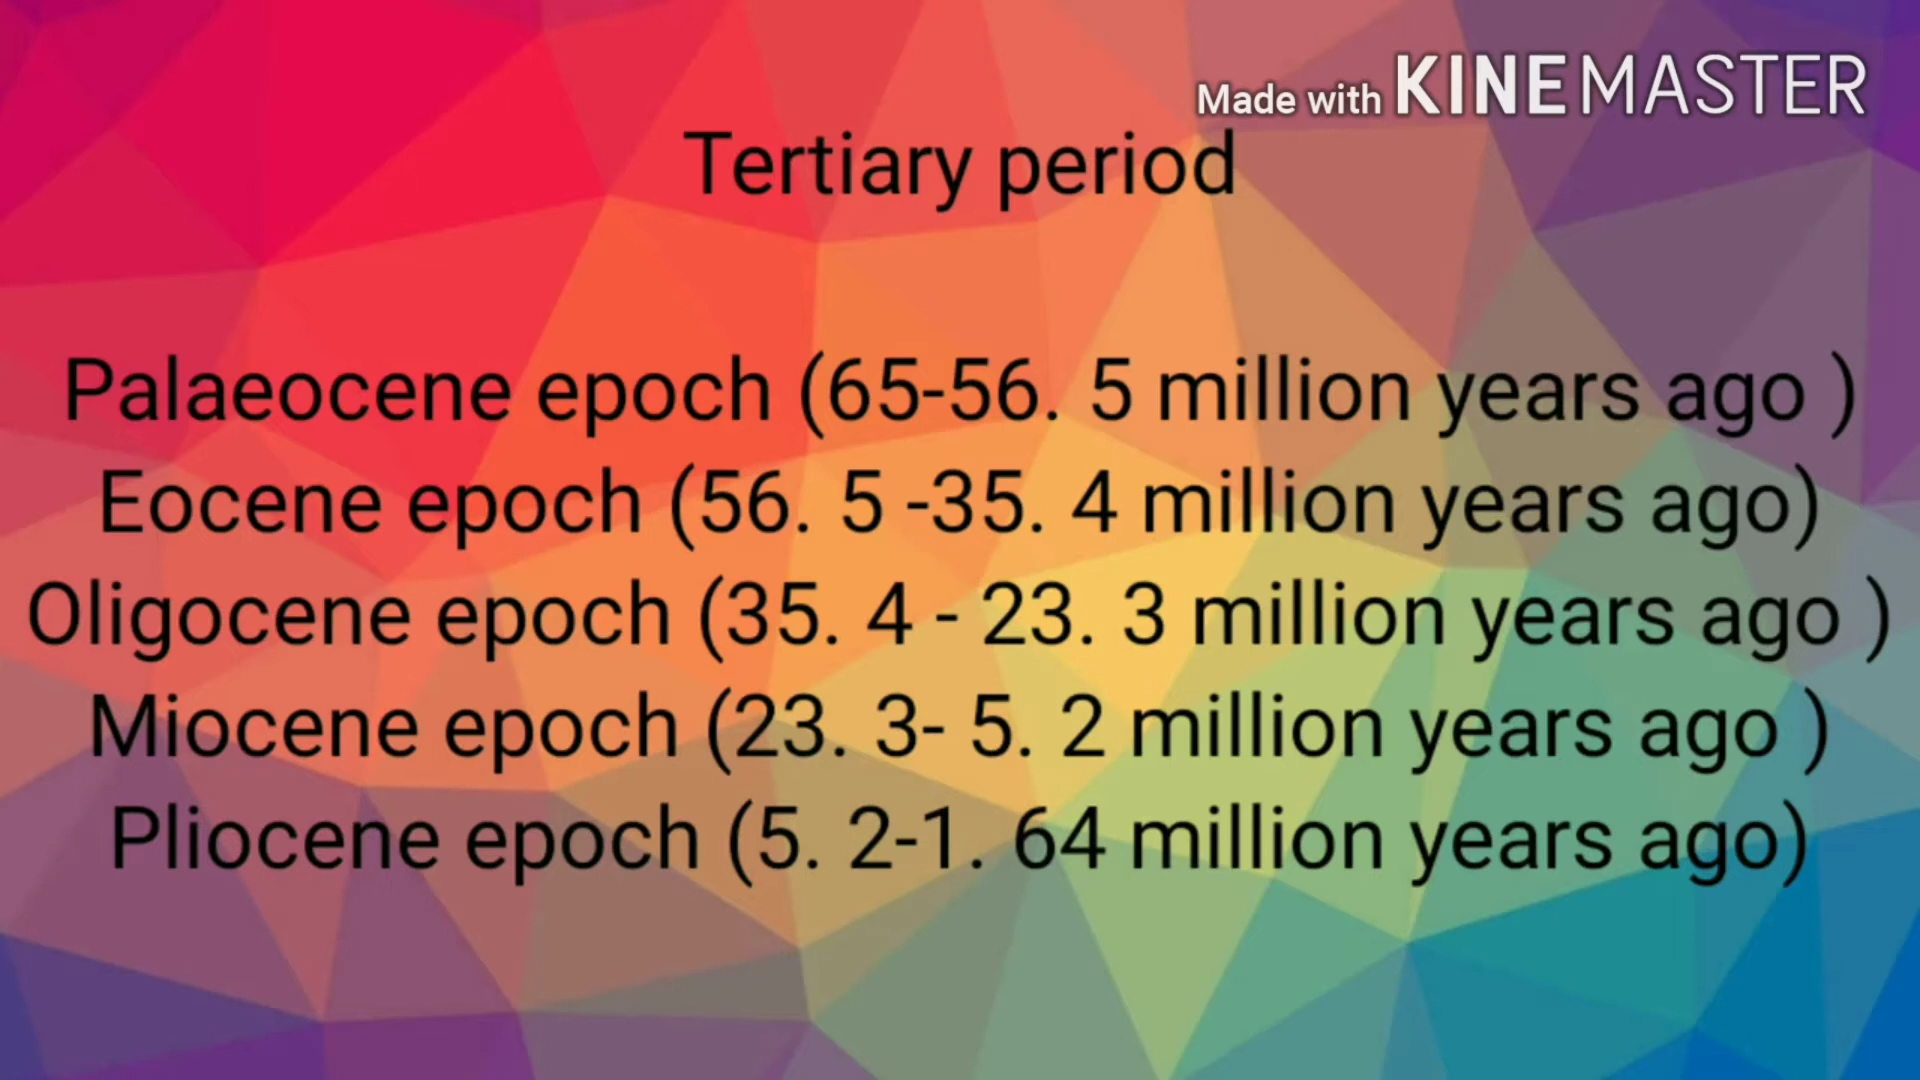 Made with KINEMASTER
Tertiary period
Palaeocene epoch (65-56. 5 million years ago )
Eocene epoch (56. 5 -35. 4 million years ago)
Oligocene epoch (35. 4 - 23. 3 million years ago )
Miocene epoch (23. 3- 5. 2 million years ago )
Pliocene epoch (5. 2-1. 64 million years ago)